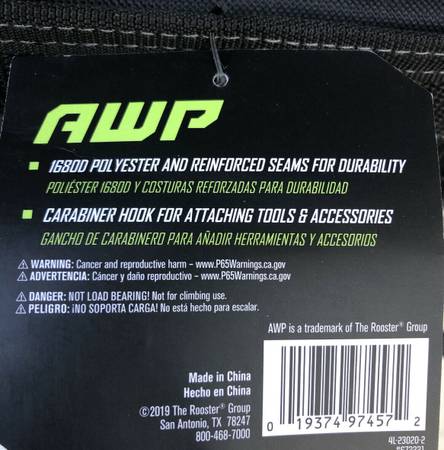 AWP
1680D POLYESTER AND REINFORCED SEAMS FOR DURABILITY
POLIÉSTER 1680D Y COSTURAS REFORZADAS PARA DURABILIDAD
CARABINER HOOK FOR ATTACHING TOOLS & ACCESSORIES
GANCHO DE CARABINERO PARA AÑADIR HERRAMIENTAS Y ACCESORIOS
⚠ WARNING: Cancer and reproductive harm – www.P65Warnings.ca.gov
⚠ ADVERTENCIA: Cáncer y daño reproductivo – www.P65Warnings.ca.gov
⚠ DANGER: NOT LOAD BEARING! Not for climbing use.
⚠ PELIGRO: ¡NO SOPORTA CARGA! No está hecho para escalar.
AWP is a trademark of The Rooster® Group
Made in China
Hecho en China
©2019 The Rooster® Group
San Antonio, TX 78247
800-468-7000
0 19374 97457 2
4L-23020-2